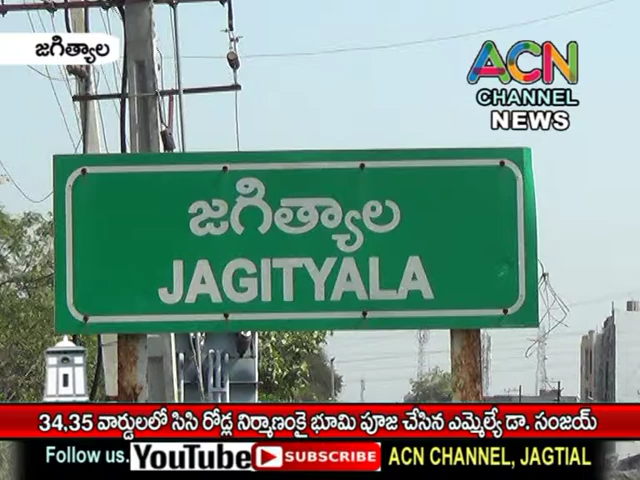 జగిత్యాల
ACN
CHANNEL
NEWS
జగిత్యాల
JAGITYALA
34,35 వార్డులలో సిసి రోడ్ల నిర్మాణంకై భూమి పూజ చేసిన ఎమ్మెల్యే డా. సంజయ్
Follow us. YouTube SUBSCRIBE ACN CHANNEL, JAGTIAL